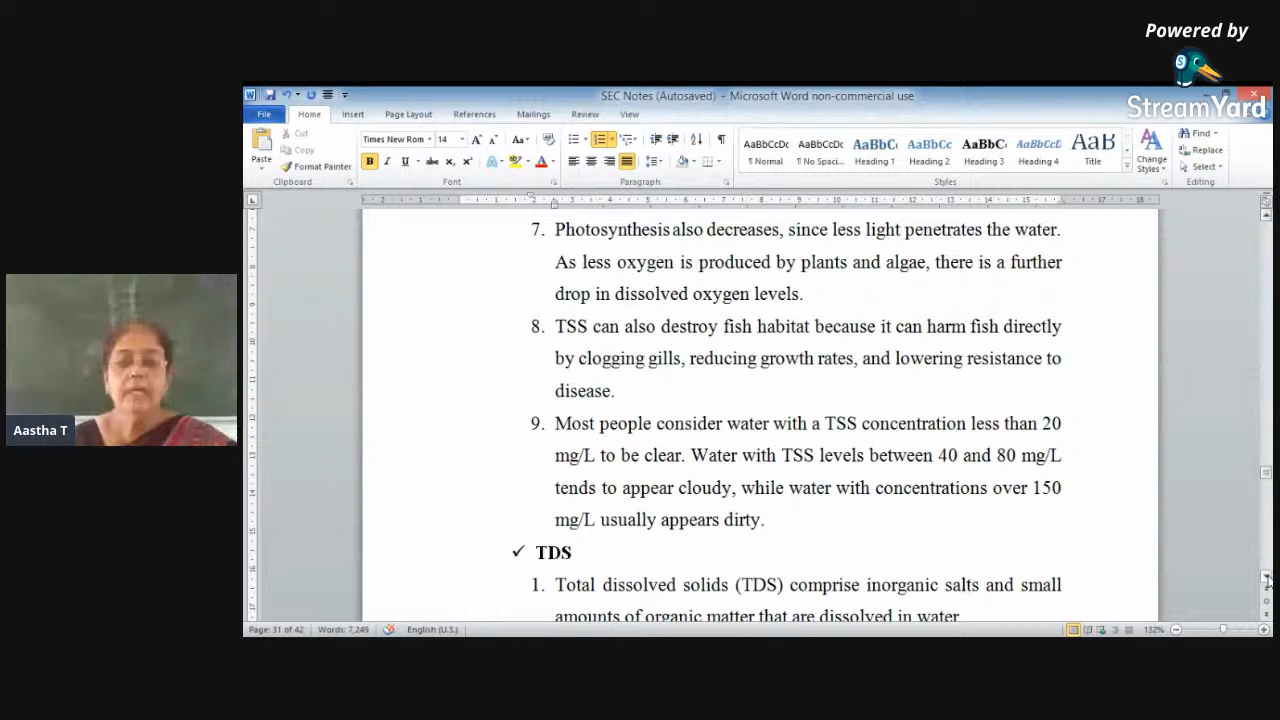 Powered by
StreamYard
SEC Notes (Autosaved) - Microsoft Word non-commercial use
File Home Insert Page Layout References Mailings Review View
Cut
Copy
Paste
Format Painter
Clipboard
Times New Rom 14
Font
Paragraph
AaBbCcDc AaBbCcDc AaBbC AaBbCc AaBbC AaBbCcD AaB
¶ Normal ¶ No Spaci... Heading 1 Heading 2 Heading 3 Heading 4 Title
Change Styles
Styles
Find
Replace
Select
Editing
7. Photosynthesis also decreases, since less light penetrates the water.
As less oxygen is produced by plants and algae, there is a further
drop in dissolved oxygen levels.
8. TSS can also destroy fish habitat because it can harm fish directly
by clogging gills, reducing growth rates, and lowering resistance to
disease.
9. Most people consider water with a TSS concentration less than 20
mg/L to be clear. Water with TSS levels between 40 and 80 mg/L
tends to appear cloudy, while water with concentrations over 150
mg/L usually appears dirty.
✓ TDS
1. Total dissolved solids (TDS) comprise inorganic salts and small
amounts of organic matter that are dissolved in water
Aastha T
Page: 31 of 42 Words: 7,249 English (U.S.) 132%